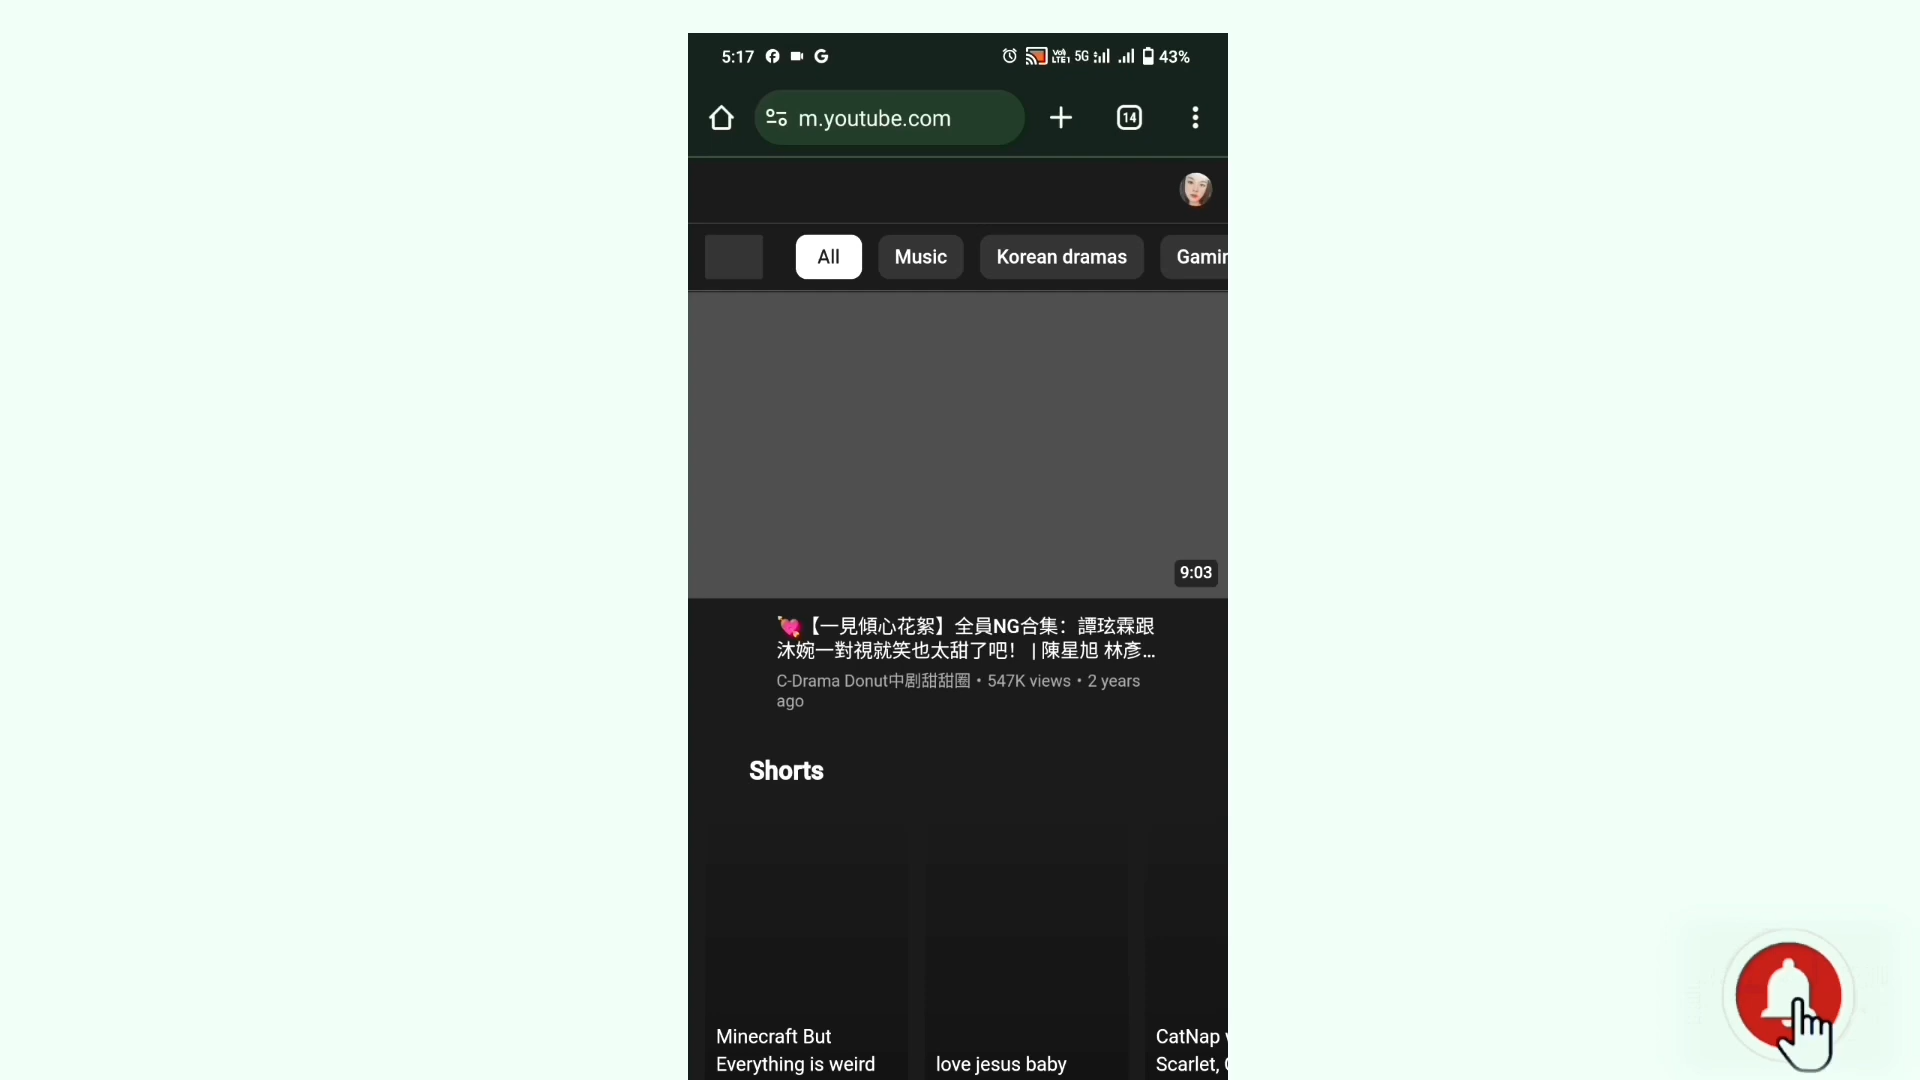 5:17
5G 43%
m.youtube.com
14
All Music Korean dramas Gamin
9:03
💘【一見傾心花絮】全員NG合集：譚玹霖跟
沐婉一對視就笑也太甜了吧！ | 陳星旭 林彥...
C-Drama Donut中剧甜甜圈 • 547K views • 2 years
ago
Shorts
Minecraft But
Everything is weird
love jesus baby
CatNap
Scarlet,